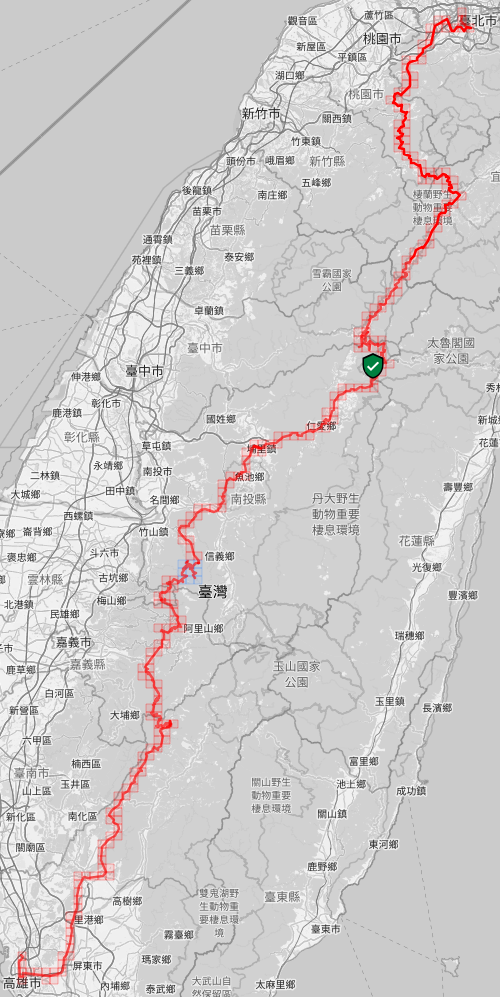 蘆竹區
觀音區
臺北市
桃園市
新屋區
平鎮區
湖口鄉
桃園市
新竹市
關西鎮
竹東鎮
頭份市
峨眉鄉
新竹縣
五峰鄉
後龍鎮
南庄鄉
棲蘭野生
動物重要
棲息環境
苗栗市
苗栗縣
通霄鎮
泰安鄉
苑裡鎮
三義鄉
雪霸國家
公園
卓蘭鎮
臺中市
太魯閣國
家公園
臺中市
伸港鄉
彰化市
鹿港鎮
國姓鄉
仁愛鄉
彰化縣
草屯鎮
埔里鎮
永靖鄉
南投市
魚池鄉
二林鎮
田中鎮
大城鄉
名間鄉
南投縣
壽豐鄉
丹大野生
動物重要
棲息環境
西螺鎮
崙背鄉
竹山鎮
花蓮縣
褒忠鄉
斗六市
信義鄉
光復鄉
雲林縣
古坑鄉
臺灣
豐濱鄉
北港鎮
梅山鄉
民雄鄉
阿里山鄉
嘉義市
瑞穗鄉
嘉義縣
鹿草鄉
玉山國家
公園
白河區
玉里鎮
新營區
大埔鄉
長濱鄉
六甲區
楠西區
富里鄉
臺南市
玉井區
關山野生
動物重要
棲息環境
池上鄉
山上區
成功鎮
新化區
南化區
關山鎮
關廟區
東河鄉
鹿野鄉
雙鬼湖野
生動物重
要棲息環
境
臺東縣
高樹鄉
里港鄉
臺東市
霧臺鄉
瑪家鄉
屏東市
高雄市
內埔鄉
泰武鄉
大武山自
然保留區
太麻里鄉